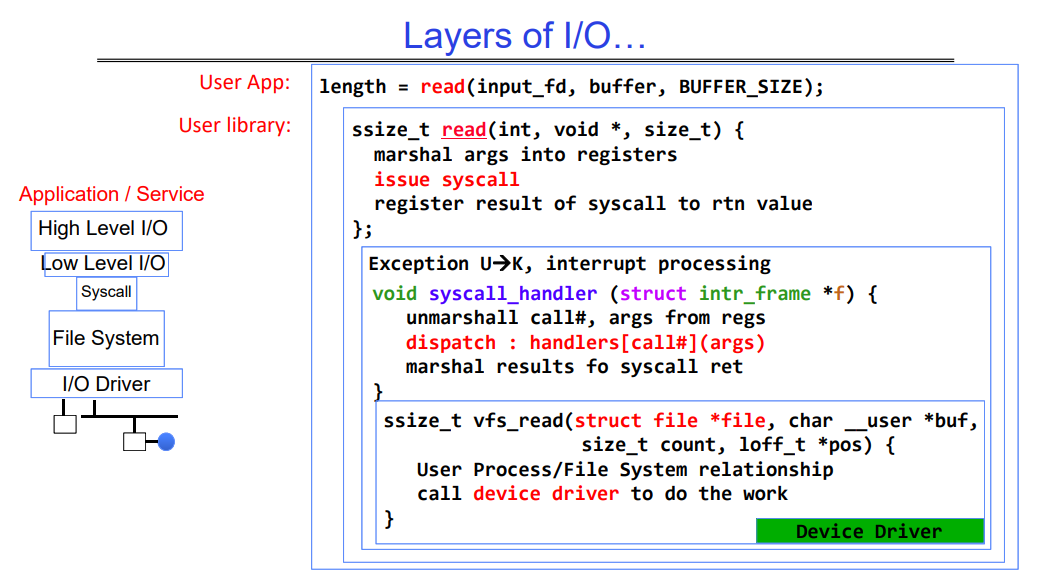 Layers of I/O…
User App:
length = read(input_fd, buffer, BUFFER_SIZE);
User library:
ssize_t read(int, void *, size_t) {
marshal args into registers
issue syscall
register result of syscall to rtn value
};
Application / Service
High Level I/O
Low Level I/O
Syscall
File System
I/O Driver
Exception U→K, interrupt processing
void syscall_handler (struct intr_frame *f) {
unmarshall call#, args from regs
dispatch : handlers[call#](args)
marshal results fo syscall ret
}
ssize_t vfs_read(struct file *file, char __user *buf,
size_t count, loff_t *pos) {
User Process/File System relationship
call device driver to do the work
}
Device Driver